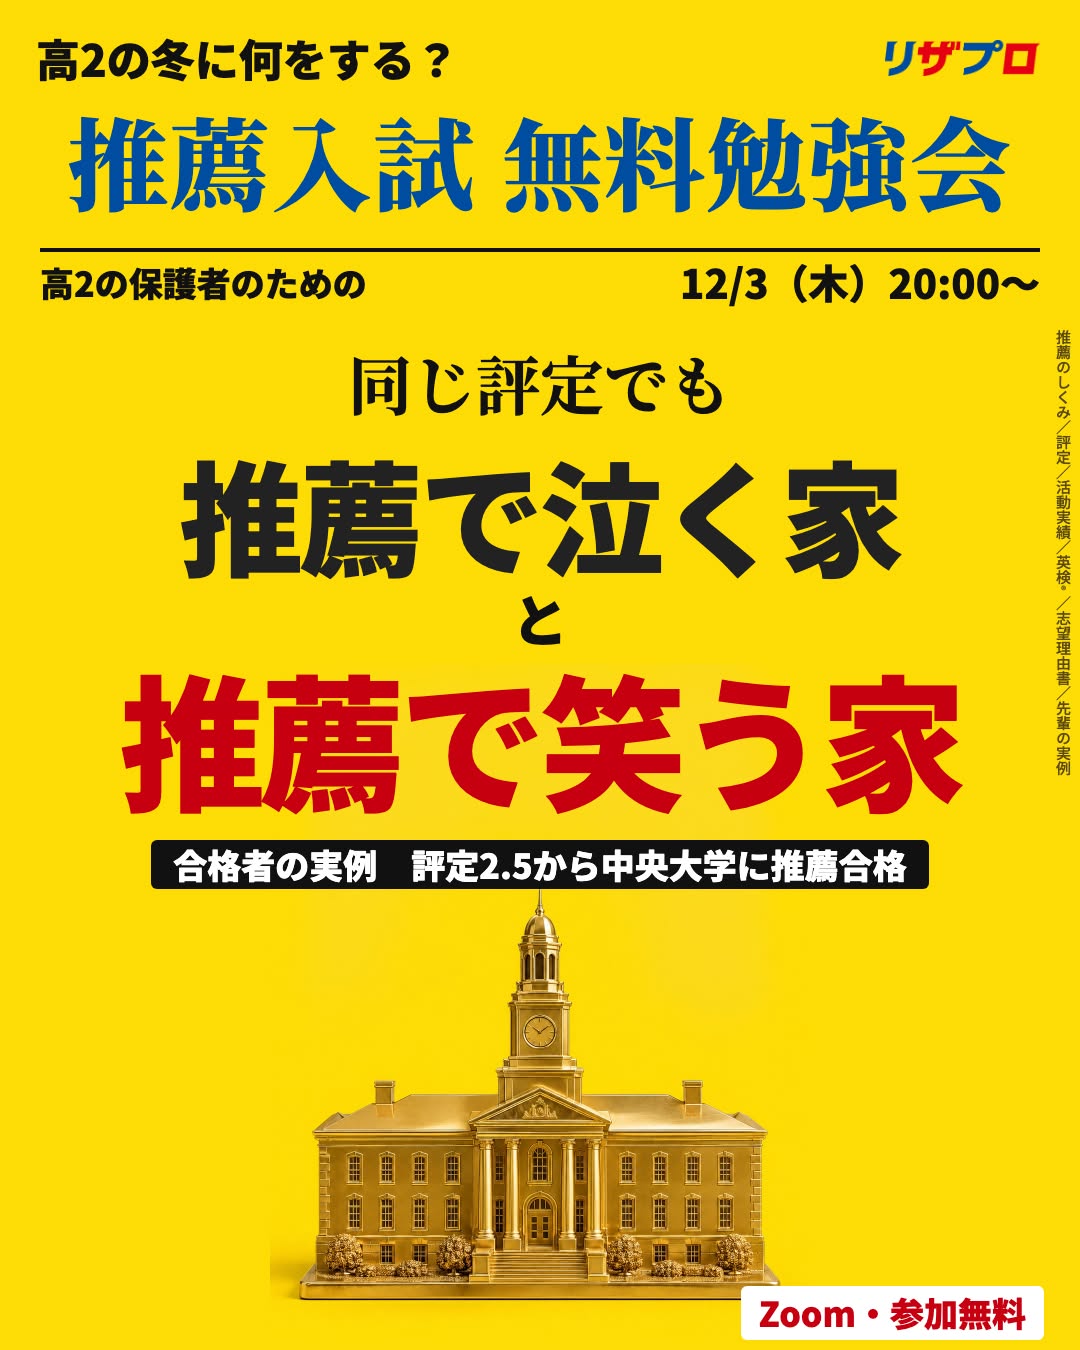 高2の冬に何をする？
リザプロ
推薦入試 無料勉強会
高2の保護者のための
12/3（木）20:00〜
同じ評定でも
推薦で泣く家
と
推薦で笑う家
合格者の実例　評定2.5から中央大学に推薦合格
推薦のしくみ／評定／活動実績／英検®／志望理由書／先輩の実例
Zoom・参加無料